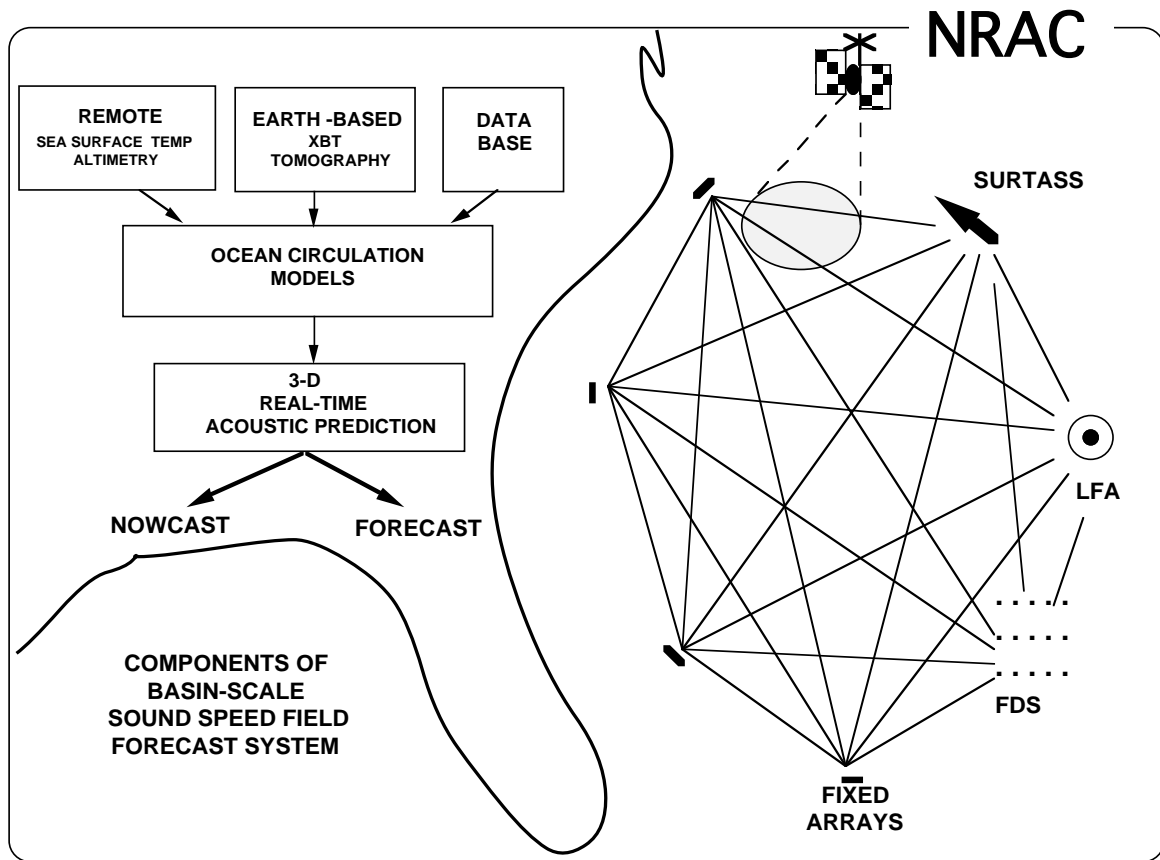 NRAC
REMOTE
SEA SURFACE TEMP
ALTIMETRY
EARTH -BASED
XBT
TOMOGRAPHY
DATA
BASE
OCEAN CIRCULATION
MODELS
3-D
REAL-TIME
ACOUSTIC PREDICTION
NOWCAST
FORECAST
COMPONENTS OF
BASIN-SCALE
SOUND SPEED FIELD
FORECAST SYSTEM
SURTASS
LFA
FDS
FIXED
ARRAYS